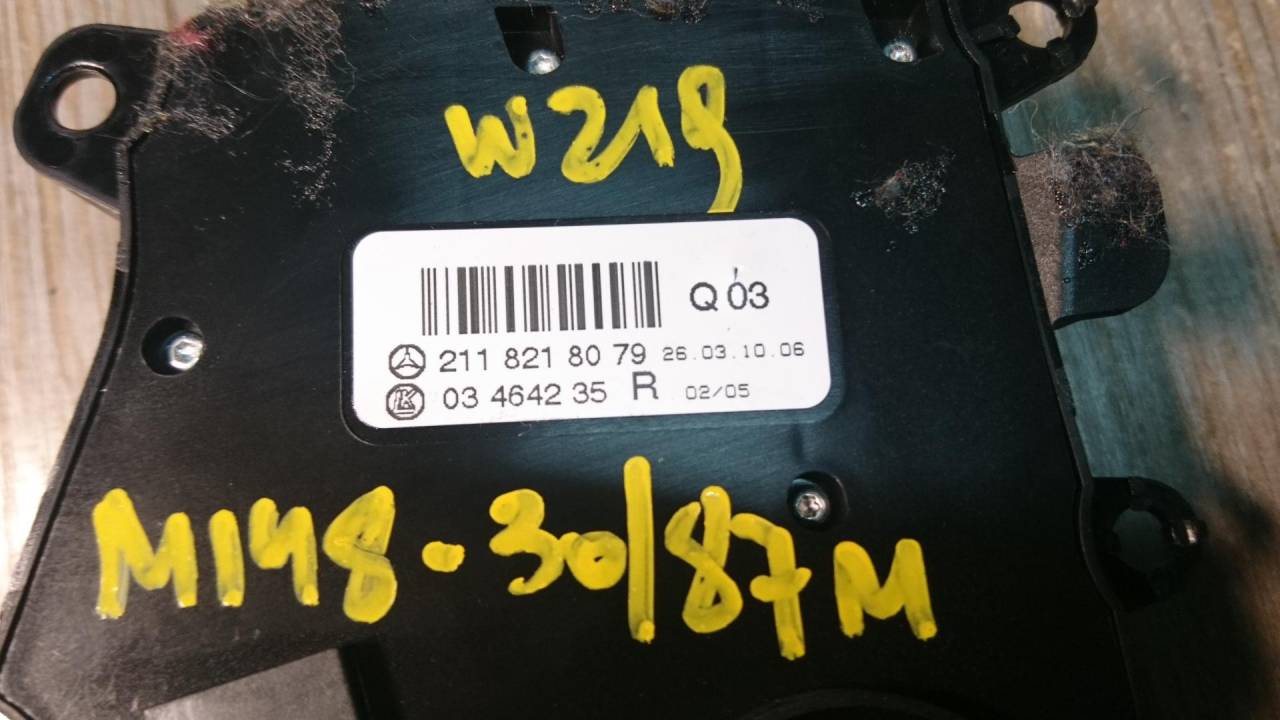 W219
Q 03
211 821 80 79 26.03.10.06
03 4642 35 R 02/05
M148-30/87M